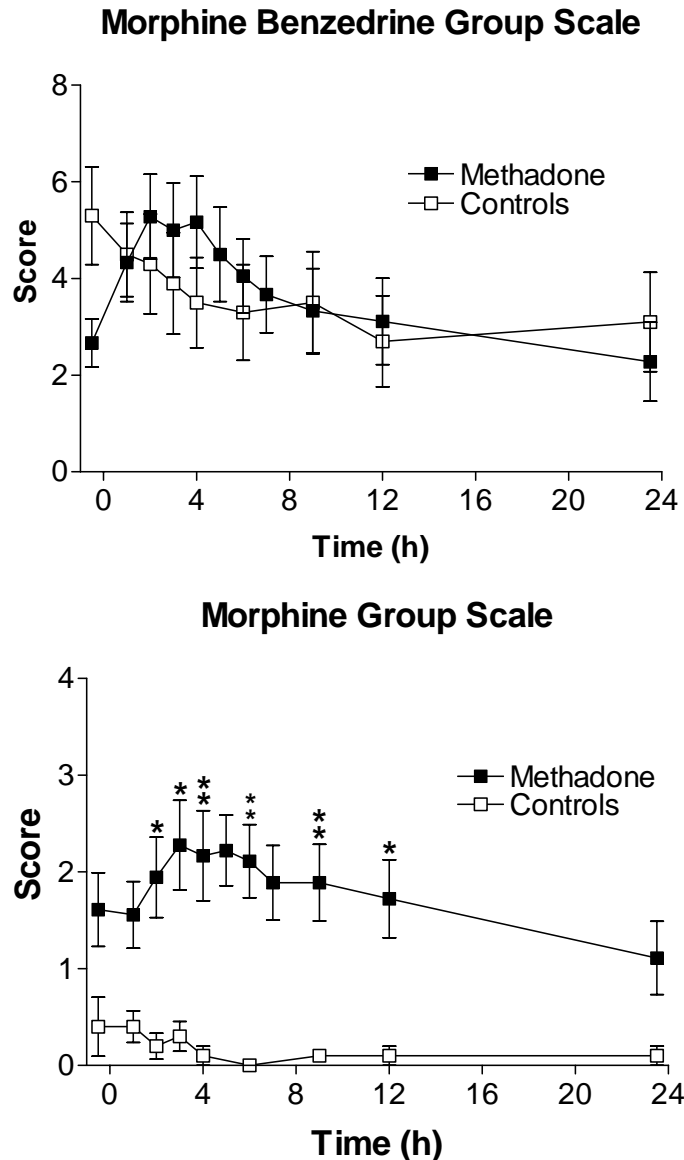 Morphine Benzedrine Group Scale
8
6
4
2
0
Score
Methadone
Controls
0 4 8 12 16 20 24
Time (h)
Morphine Group Scale
4
3
2
1
0
Score
Methadone
Controls
* * ** ** ** *
0 4 8 12 16 20 24
Time (h)